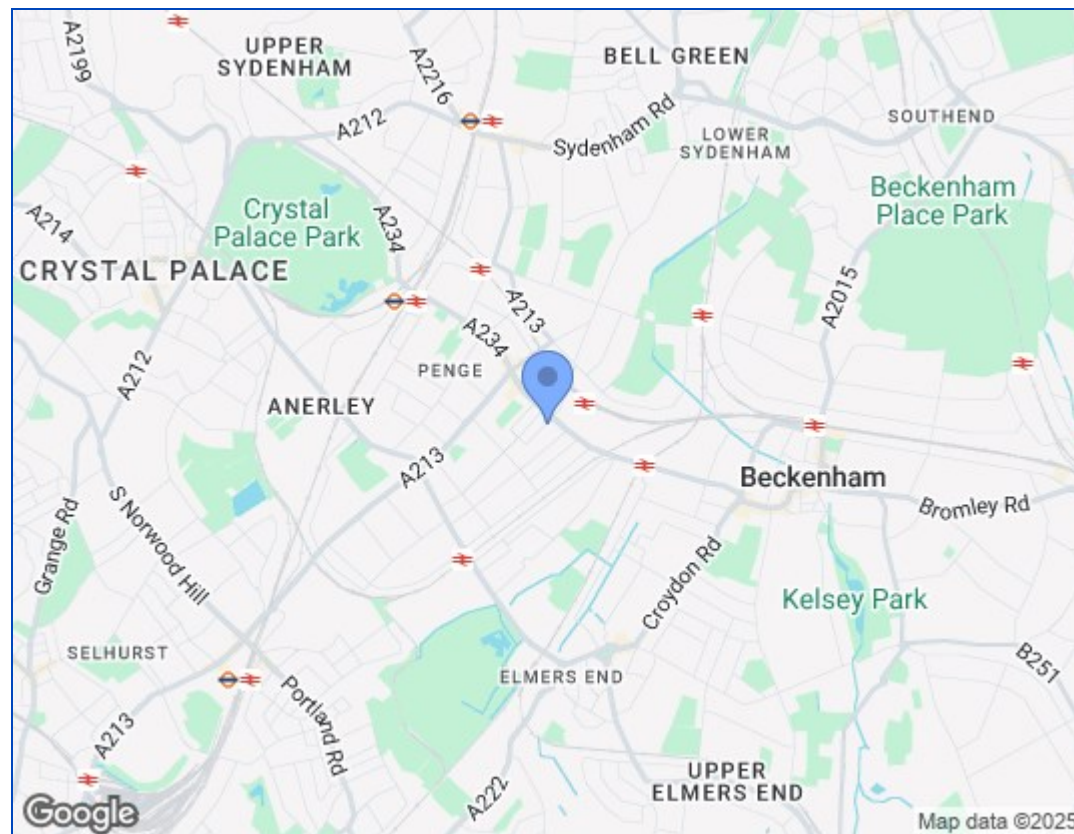 A2199
UPPER
SYDENHAM
A2216
BELL GREEN
A212
Sydenham Rd
LOWER
SYDENHAM
SOUTHEND
A214
Crystal
Palace Park
A234
Beckenham
Place Park
CRYSTAL PALACE
A213
A2015
A234
A212
PENGE
ANERLEY
A213
Beckenham
Bromley Rd
Grange Rd
S Norwood Hill
Croydon Rd
Kelsey Park
SELHURST
ELMERS END
B251
Portland Rd
A213
A222
UPPER
ELMERS END
Google
Map data ©2025